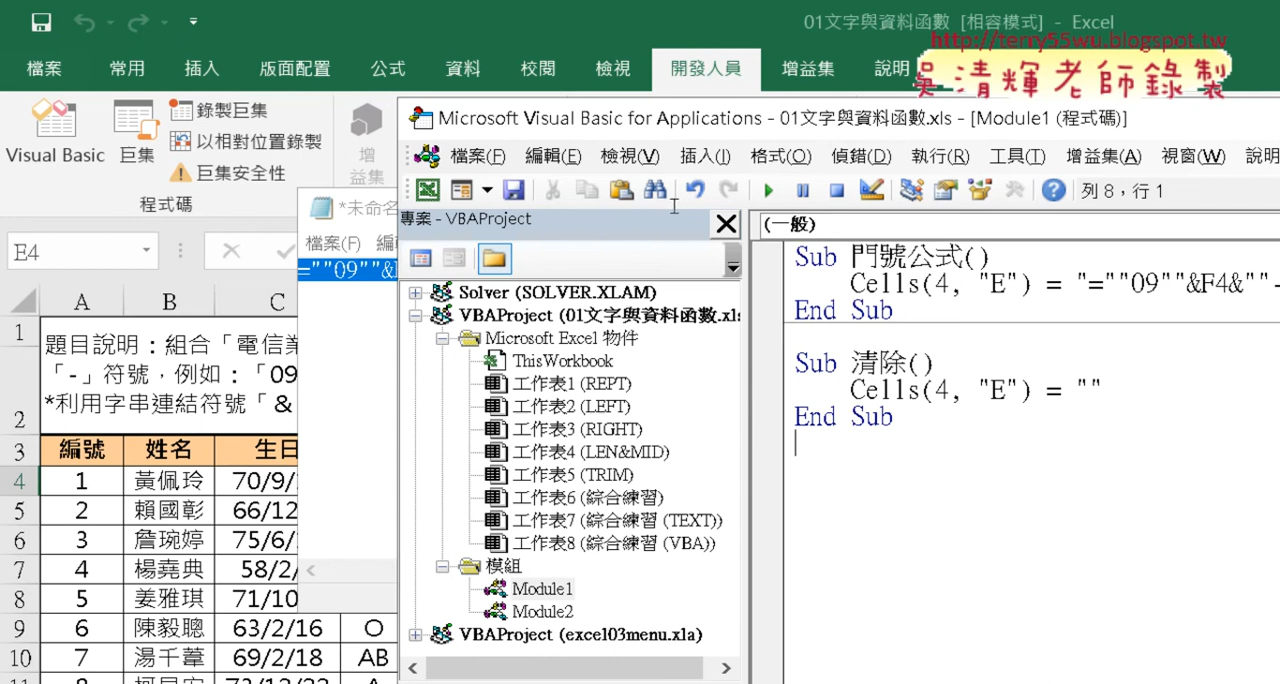 01文字與資料函數 [相容模式] - Excel
http://terry55wu.blogspot.tw
吳清輝老師錄製
檔案 常用 插入 版面配置 公式 資料 校閱 檢視 開發人員 增益集 說明
Visual Basic
巨集
錄製巨集
以相對位置錄製
巨集安全性
程式碼
增
益集
Microsoft Visual Basic for Applications - 01文字與資料函數.xls - [Module1 (程式碼)]
檔案(F) 編輯(E) 檢視(V) 插入(I) 格式(O) 偵錯(D) 執行(R) 工具(T) 增益集(A) 視窗(W) 說明
列 8，行 1
*未命名
檔案(F) 編
=""09""&
E4
專案 - VBAProject
(一般)
Solver (SOLVER.XLAM)
VBAProject (01文字與資料函數.xls
Microsoft Excel 物件
ThisWorkbook
工作表1 (REPT)
工作表2 (LEFT)
工作表3 (RIGHT)
工作表4 (LEN&MID)
工作表5 (TRIM)
工作表6 (綜合練習)
工作表7 (綜合練習 (TEXT))
工作表8 (綜合練習 (VBA))
模組
Module1
Module2
VBAProject (excel03menu.xla)
Sub 門號公式()
Cells(4, "E") = "=""09""&F4&""-
End Sub
Sub 清除()
Cells(4, "E") = ""
End Sub
A B C
1
2
題目說明：組合「電信業
「-」符號，例如：「09
*利用字串連結符號「&
3 編號 姓名 生日
4 1 黃佩玲 70/9/
5 2 賴國彰 66/12
6 3 詹琬婷 75/6/
7 4 楊堯典 58/2/
8 5 姜雅琪 71/10
9 6 陳毅聰 63/2/16 O
10 7 湯千葦 69/2/18 AB